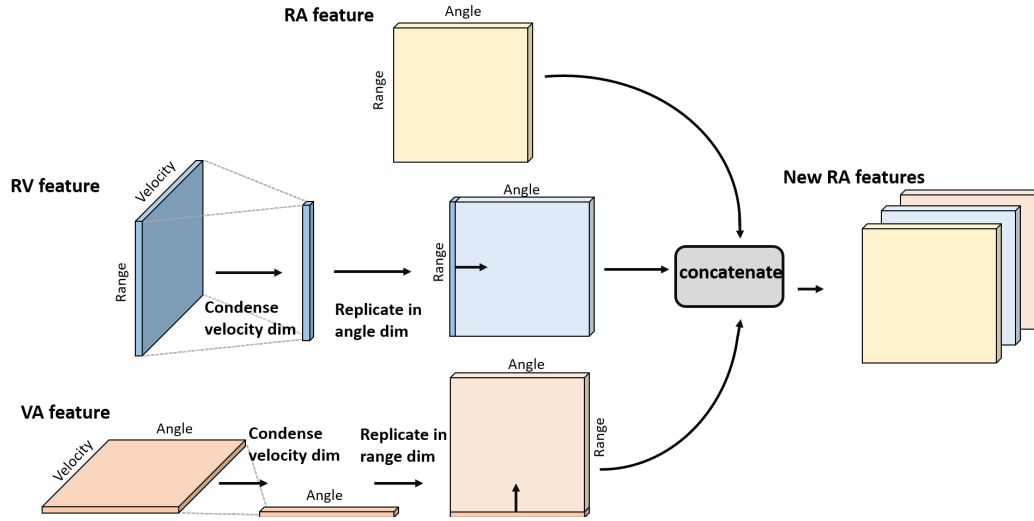 RA feature
Angle
Range
RV feature
Velocity
Range
Condense
velocity dim
Replicate in
angle dim
Angle
Range
concatenate
New RA features
VA feature
Angle
Velocity
Condense
velocity dim
Angle
Replicate in
range dim
Angle
Range